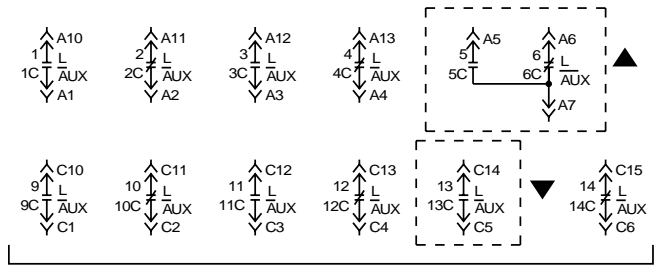 A10 A11 A12 A13 A5 A6
1 L 2 L 3 L 4 L 5 6 L
1C AUX 2C AUX 3C AUX 4C AUX 5C 6C AUX
A1 A2 A3 A4 A7
C10 C11 C12 C13 C14 C15
9 L 10 L 11 L 12 L 13 L 14 L
9C AUX 10C AUX 11C AUX 12C AUX 13C AUX 14C AUX
C1 C2 C3 C4 C5 C6